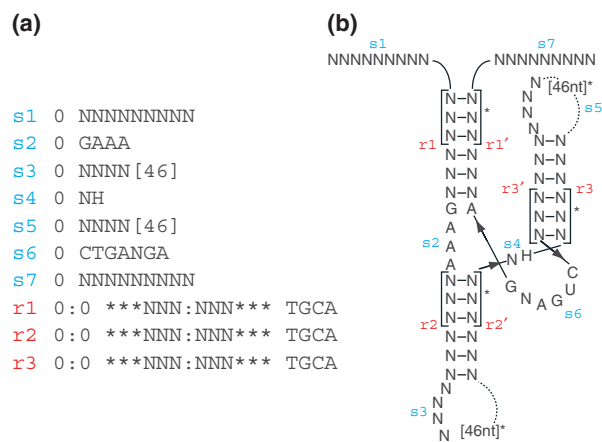 (a)
s1 0 NNNNNNNNN
s2 0 GAAA
s3 0 NNNN[46]
s4 0 NH
s5 0 NNNN[46]
s6 0 CTGANGA
s7 0 NNNNNNNNN
r1 0:0 ***NNN:NNN*** TGCA
r2 0:0 ***NNN:NNN*** TGCA
r3 0:0 ***NNN:NNN*** TGCA
(b)
s1 s7
NNNNNNNNN NNNNNNNNN
N [46nt]*
N–N N
N–N * N s5
N–N N
r1 r1' N N–N
N–N N–N
N–N r3' N–N r3
N–N N–N
G A N–N *
A N–N
s2 A s4 N N
A N H
N–N C
N–N * G U
N–N N A G
r2 r2' s6
N–N
N–N
N–N
N
s3 N
N [46nt]*
N